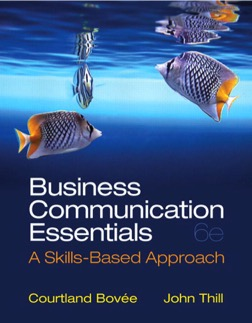 Business
Communication
Essentials 6e
A Skills-Based Approach
Courtland Bovée John Thill